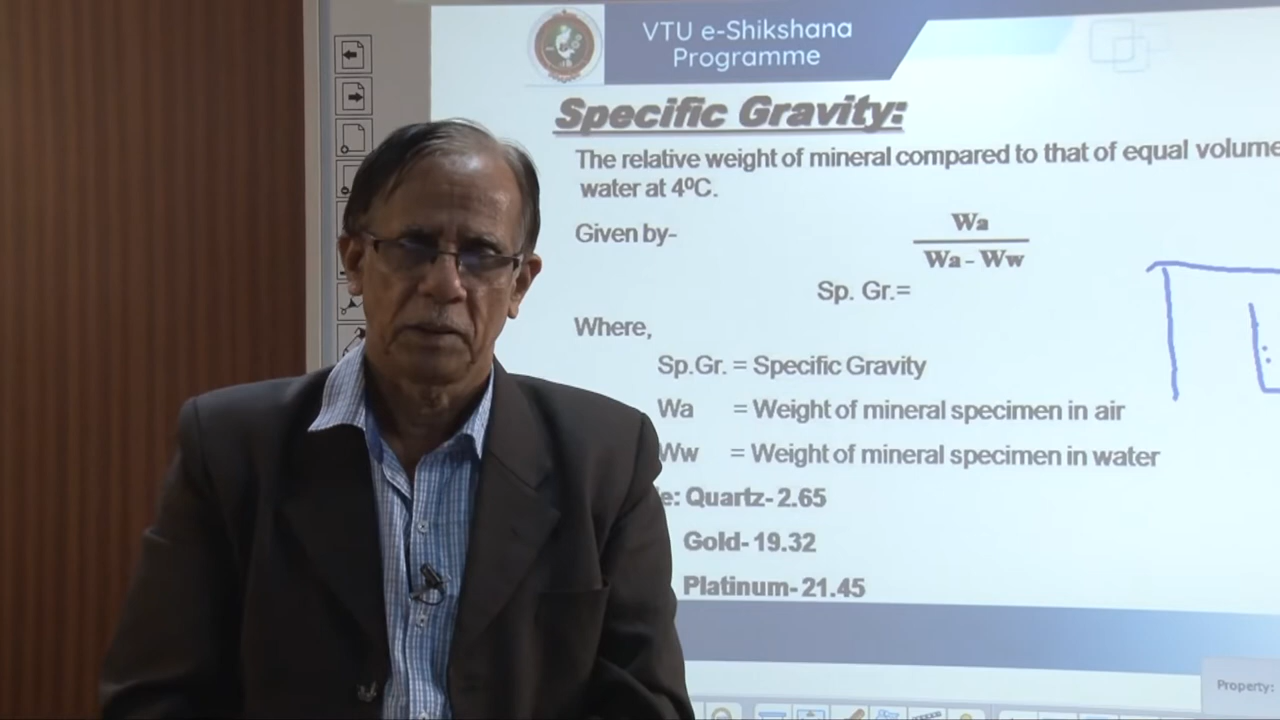 VTU e-Shikshana
Programme
Specific Gravity:
The relative weight of mineral compared to that of equal volume
water at 4⁰C.
Given by-
Wa
Wa - Ww
Sp. Gr.=
Where,
Sp.Gr. = Specific Gravity
Wa = Weight of mineral specimen in air
Ww = Weight of mineral specimen in water
e: Quartz- 2.65
Gold- 19.32
Platinum- 21.45
Property: